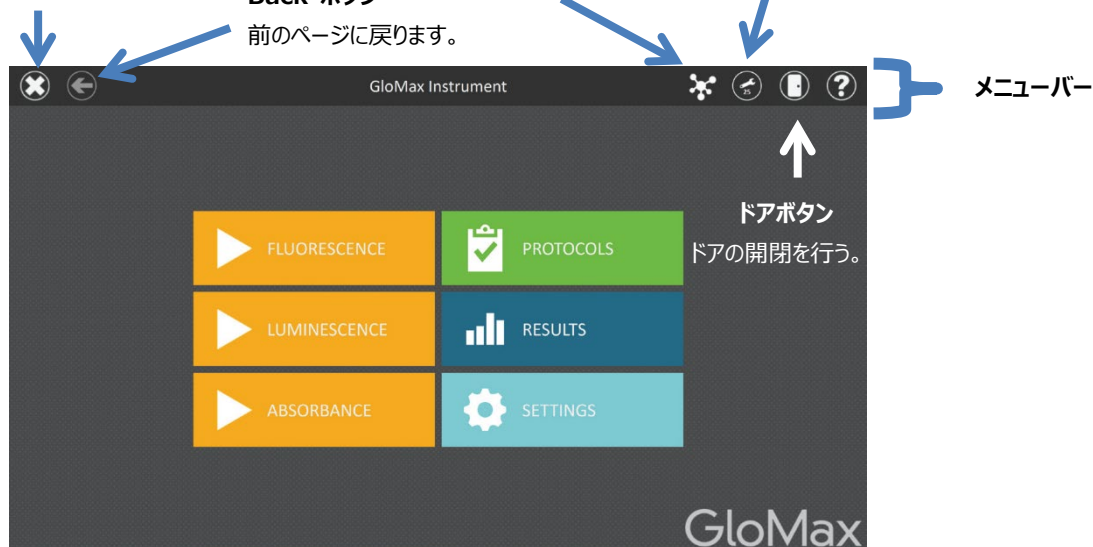 Back ボタン
前のページに戻ります。
GloMax Instrument
25
メニューバー
ドアボタン
ドアの開閉を行う。
FLUORESCENCE
PROTOCOLS
LUMINESCENCE
RESULTS
ABSORBANCE
SETTINGS
GloMax